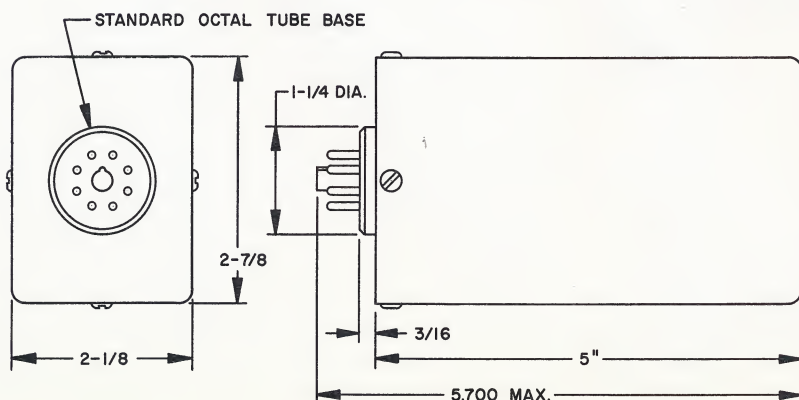 STANDARD OCTAL TUBE BASE
1-1/4 DIA.
2-7/8
3/16
2-1/8
5"
5.700 MAX.